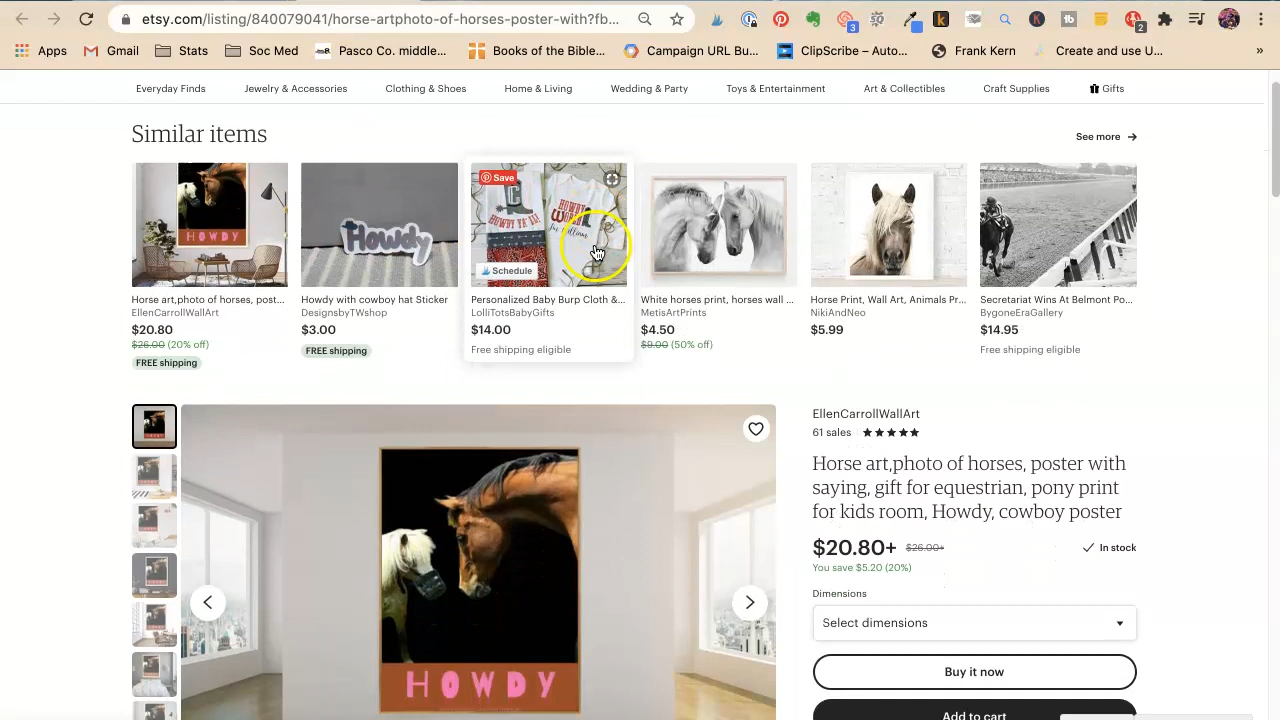 etsy.com/listing/840079041/horse-artphoto-of-horses-poster-with?fb...
3
2
Apps
Gmail
Stats
Soc Med
Pasco Co. middle...
Books of the Bible...
Campaign URL Bu...
ClipScribe – Auto...
Frank Kern
Create and use U...
»
Everyday Finds
Jewelry & Accessories
Clothing & Shoes
Home & Living
Wedding & Party
Toys & Entertainment
Art & Collectibles
Craft Supplies
Gifts
Similar items
See more →
HOWDY
Howdy
Save
HOWDY YA'LL
HOWDY
Schedule
Horse art,photo of horses, post...
EllenCarrollWallArt
$20.80
$26.00 (20% off)
FREE shipping
Howdy with cowboy hat Sticker
DesignsbyTWshop
$3.00
FREE shipping
Personalized Baby Burp Cloth &...
LolliTotsBabyGifts
$14.00
Free shipping eligible
White horses print, horses wall ...
MetisArtPrints
$4.50
$9.00 (50% off)
Horse Print, Wall Art, Animals Pr...
NikiAndNeo
$5.99
Secretariat Wins At Belmont Po...
BygoneEraGallery
$14.95
Free shipping eligible
HOWDY
EllenCarrollWallArt
61 sales ★★★★★
Horse art,photo of horses, poster with
saying, gift for equestrian, pony print
for kids room, Howdy, cowboy poster
$20.80+ $26.00+
In stock
You save $5.20 (20%)
Dimensions
Select dimensions
Buy it now
Add to cart